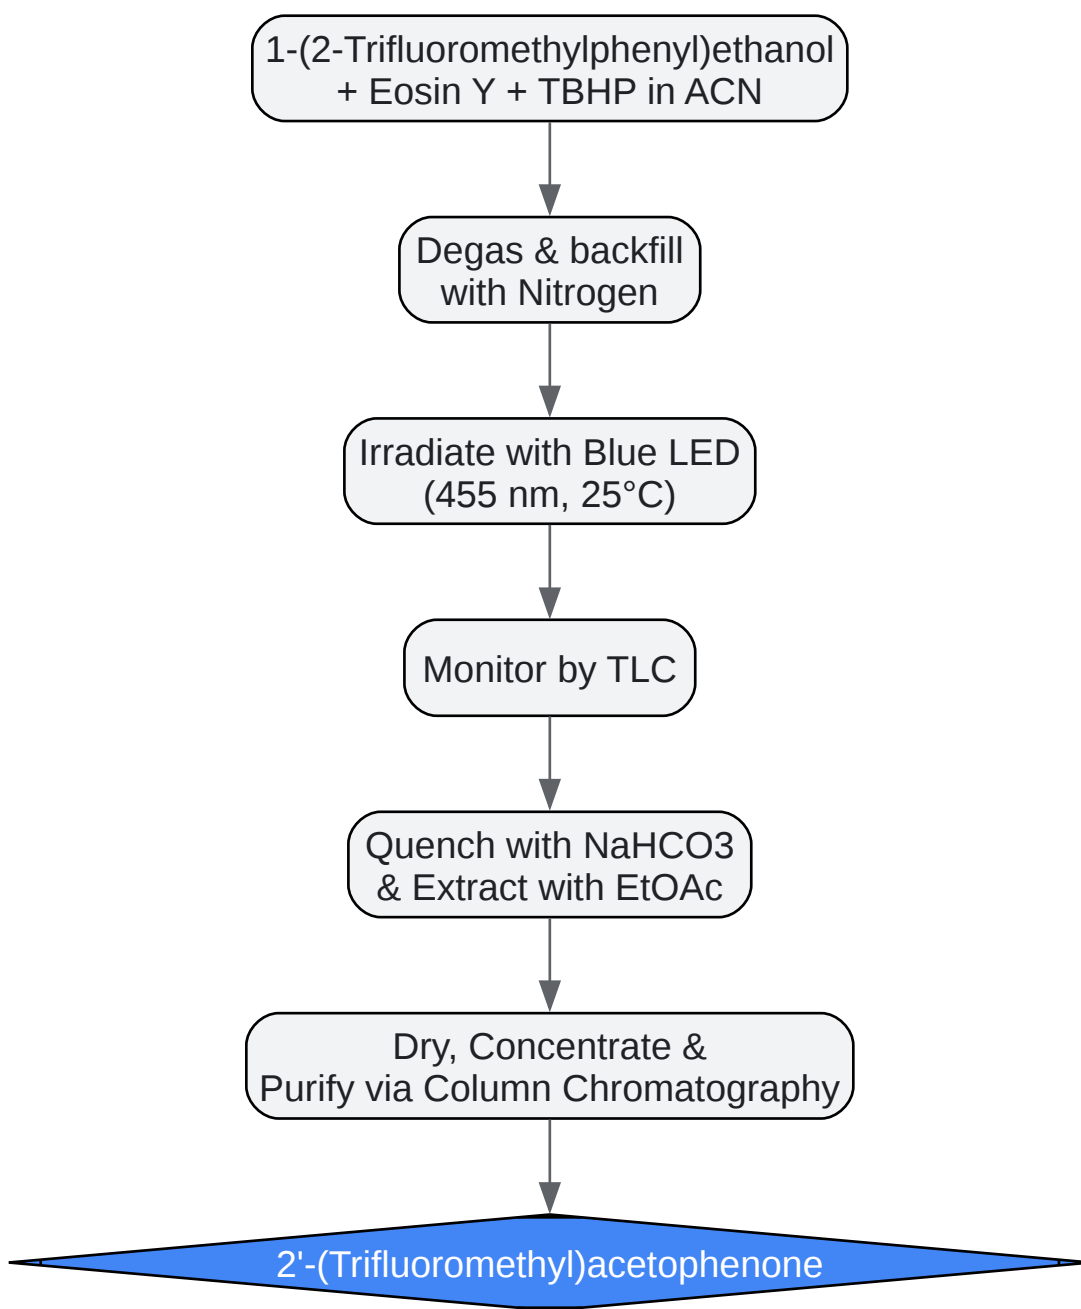 1-(2-Trifluoromethylphenyl)ethanol
+ Eosin Y + TBHP in ACN
Degas & backfill
with Nitrogen
Irradiate with Blue LED
(455 nm, 25°C)
Monitor by TLC
Quench with NaHCO3
& Extract with EtOAc
Dry, Concentrate &
Purify via Column Chromatography
2'-(Trifluoromethyl)acetophenone